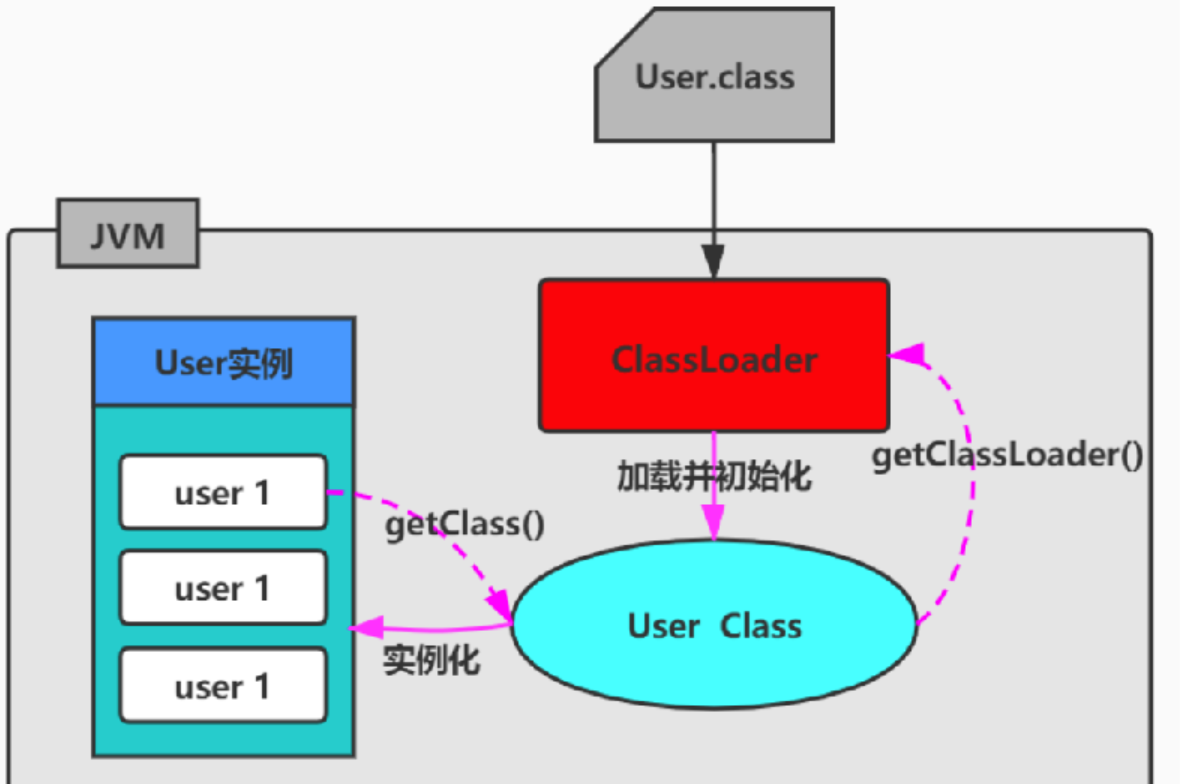 User.class
JVM
ClassLoader
User实例
getClassLoader()
加载并初始化
user 1
getClass()
user 1
User Class
实例化
user 1